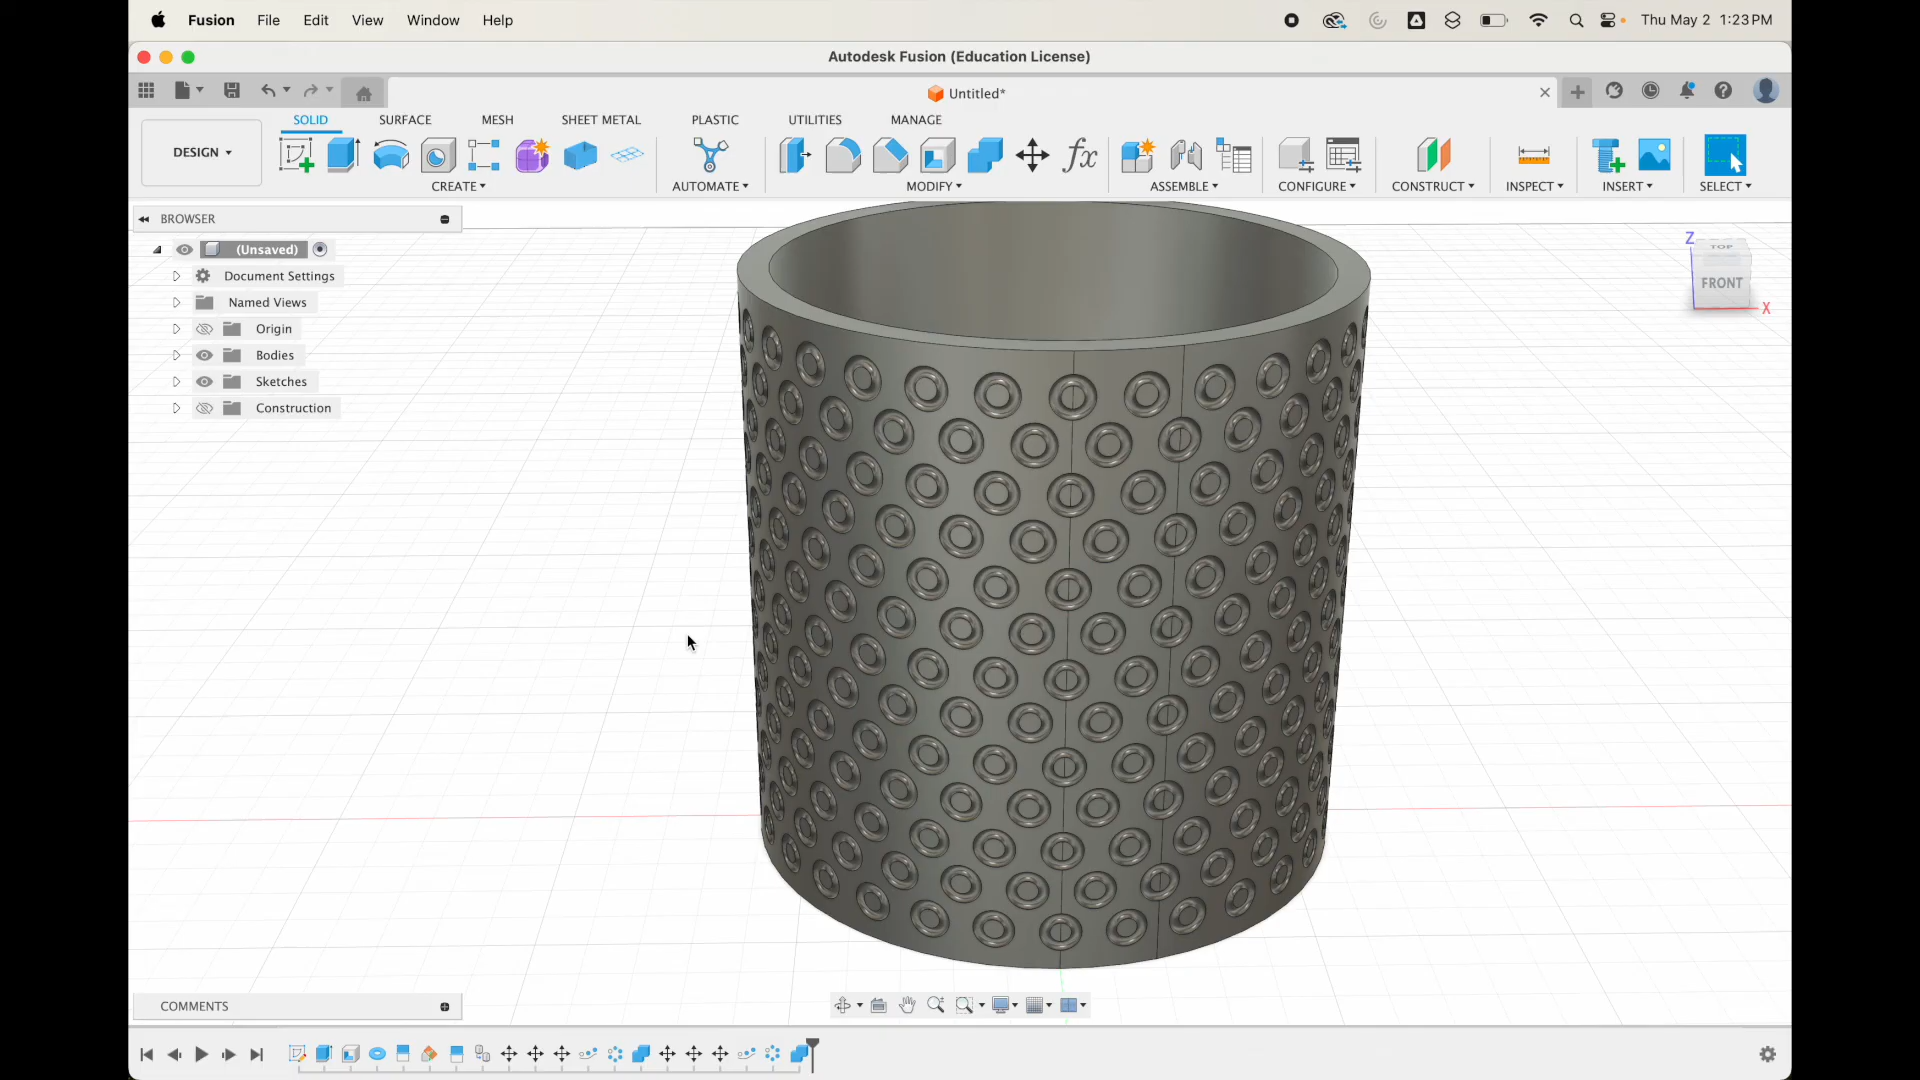 Fusion File Edit View Window Help Thu May 2 1:23PM
Autodesk Fusion (Education License)
Untitled*
SOLID SURFACE MESH SHEET METAL PLASTIC UTILITIES MANAGE
DESIGN
CREATE AUTOMATE MODIFY ASSEMBLE CONFIGURE CONSTRUCT INSPECT INSERT SELECT
BROWSER
(Unsaved)
Document Settings
Named Views
Origin
Bodies
Sketches
Construction
Z
TOP
FRONT
X
COMMENTS